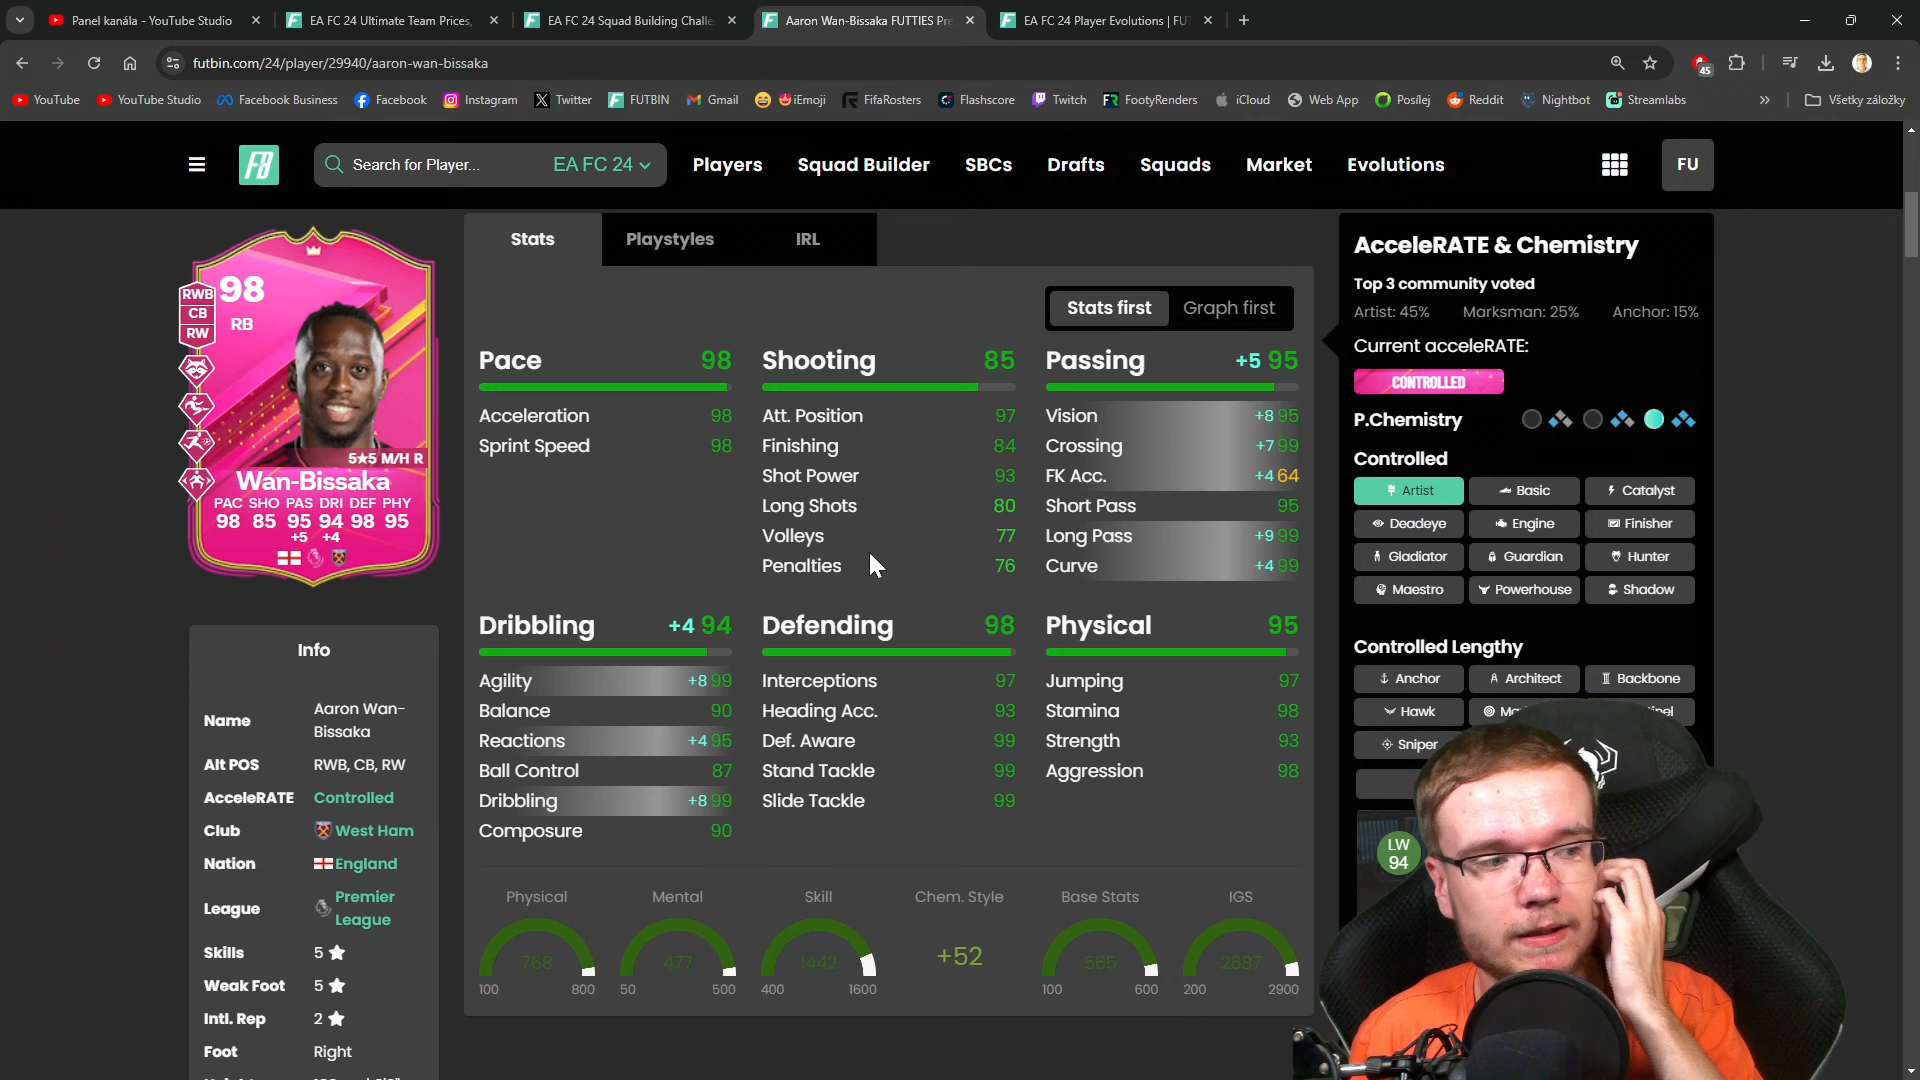 Panel kanála - YouTube Studio
EA FC 24 Ultimate Team Prices,
EA FC 24 Squad Building Challe
Aaron Wan-Bissaka FUTTIES Pre
EA FC 24 Player Evolutions | FUT
futbin.com/24/player/29940/aaron-wan-bissaka
45
YouTube
YouTube Studio
Facebook Business
Facebook
Instagram
Twitter
FUTBIN
Gmail
iEmoji
FifaRosters
Flashscore
Twitch
FootyRenders
iCloud
Web App
Posílej
Reddit
Nightbot
Streamlabs
Všetky záložky
Search for Player...
EA FC 24
Players
Squad Builder
SBCs
Drafts
Squads
Market
Evolutions
FU
98
RB
RWB
CB
RW
5★5 M/H R
Wan-Bissaka
PAC SHO PAS DRI DEF PHY
98 85 95 94 98 95
+5 +4
Info
Name Aaron Wan-
Bissaka
Alt POS RWB, CB, RW
AcceleRATE Controlled
Club West Ham
Nation England
League Premier
League
Skills 5
Weak Foot 5
Intl. Rep 2
Foot Right
Stats
Playstyles
IRL
Stats first
Graph first
Pace 98
Acceleration 98
Sprint Speed 98
Shooting 85
Att. Position 97
Finishing 84
Shot Power 93
Long Shots 80
Volleys 77
Penalties 76
Passing +5 95
Vision +8 95
Crossing +7 99
FK Acc. +4 64
Short Pass 95
Long Pass +9 99
Curve +4 99
Dribbling +4 94
Agility +8 99
Balance 90
Reactions +4 95
Ball Control 87
Dribbling +8 99
Composure 90
Defending 98
Interceptions 97
Heading Acc. 93
Def. Aware 99
Stand Tackle 99
Slide Tackle 99
Physical 95
Jumping 97
Stamina 98
Strength 93
Aggression 98
Physical
768
100 800
Mental
477
50 500
Skill
1442
400 1600
Chem. Style
+52
Base Stats
565
100 600
IGS
2687
200 2900
AcceleRATE & Chemistry
Top 3 community voted
Artist: 45% Marksman: 25% Anchor: 15%
Current acceleRATE:
CONTROLLED
P.Chemistry
Controlled
Artist Basic Catalyst
Deadeye Engine Finisher
Gladiator Guardian Hunter
Maestro Powerhouse Shadow
Controlled Lengthy
Anchor Architect Backbone
Hawk
Sniper
LW
94